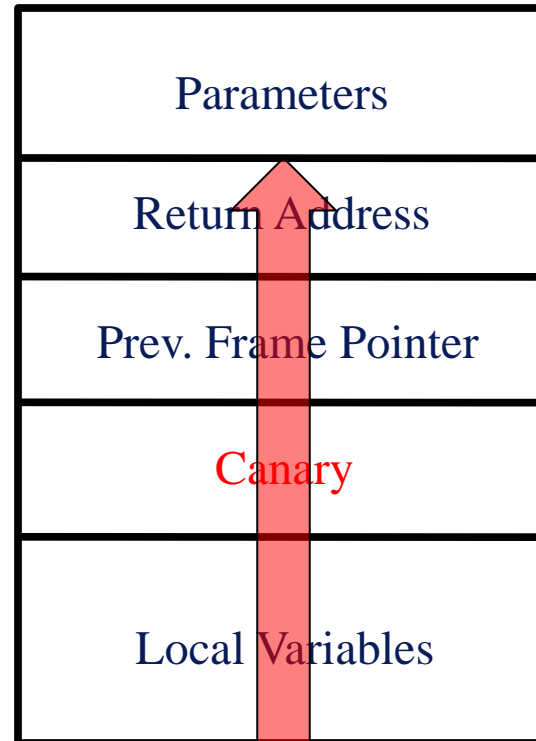 Parameters
Return Address
Prev. Frame Pointer
Canary
Local Variables